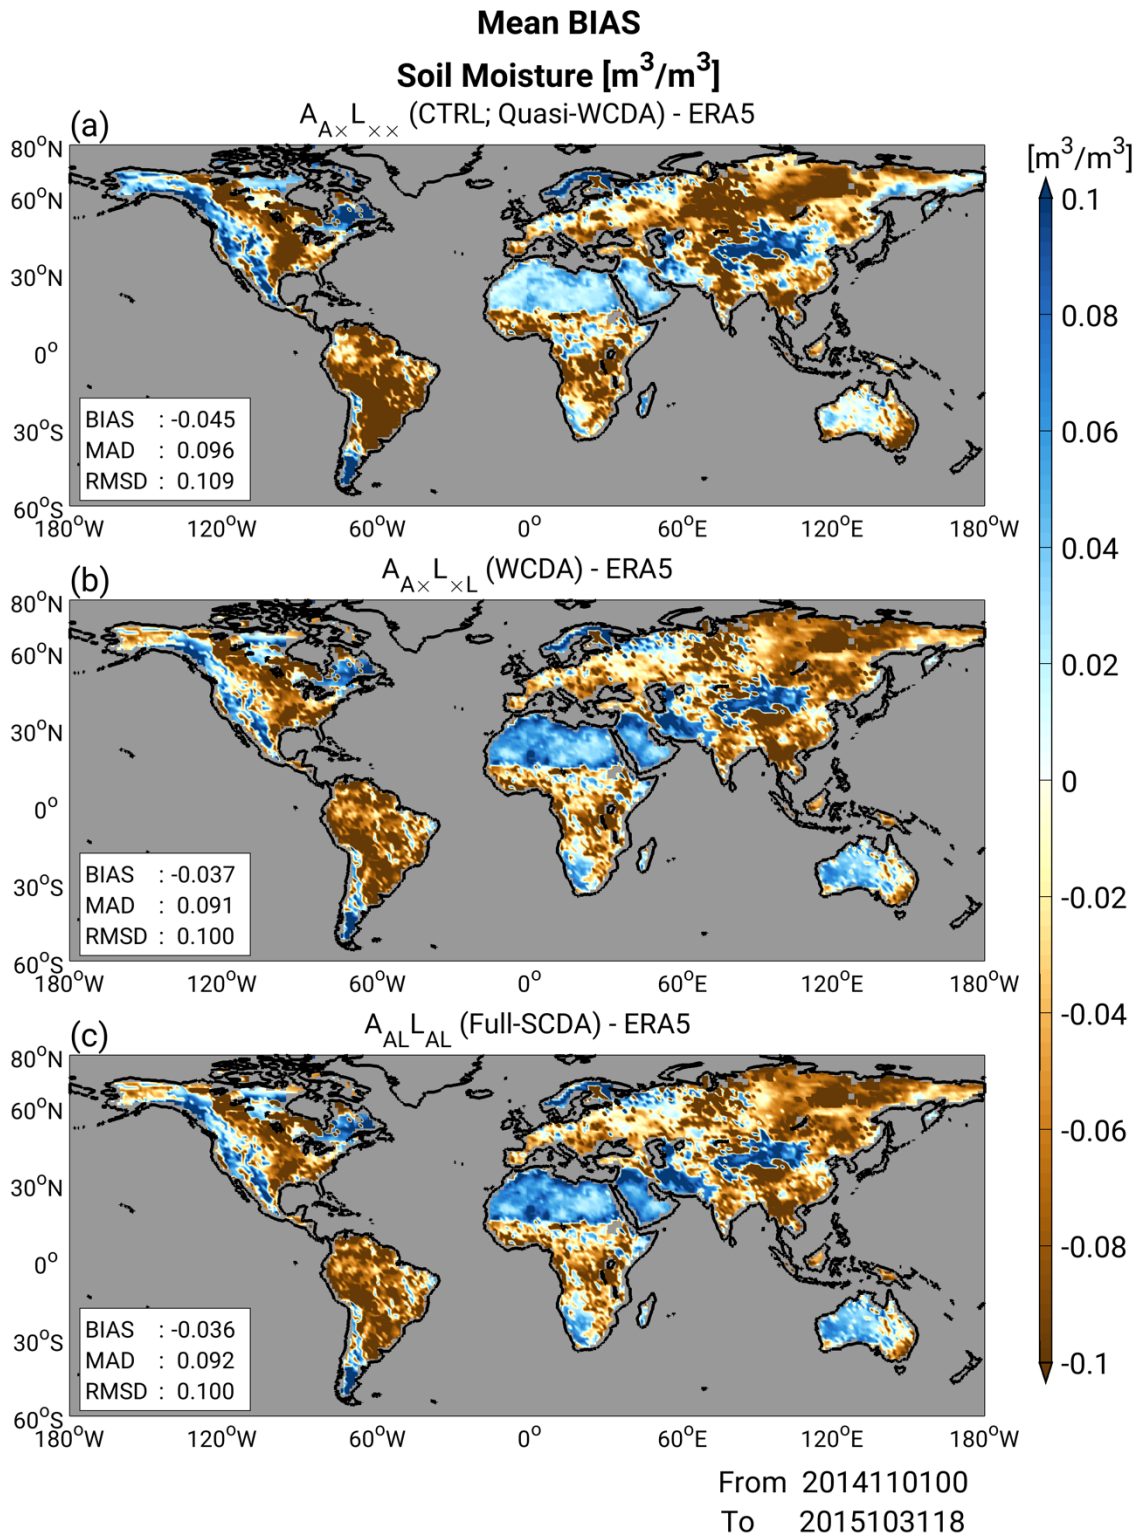 Mean BIAS
Soil Moisture [m³/m³]
(a) A_A×L_×× (CTRL; Quasi-WCDA) - ERA5
[m³/m³]
80°N
60°N
30°N
0°
30°S
60°S
BIAS : -0.045
MAD : 0.096
RMSD : 0.109
180°W 120°W 60°W 0° 60°E 120°E 180°W
(b) A_A×L_×L (WCDA) - ERA5
80°N
60°N
30°N
0°
30°S
60°S
BIAS : -0.037
MAD : 0.091
RMSD : 0.100
180°W 120°W 60°W 0° 60°E 120°E 180°W
(c) A_ALL_AL (Full-SCDA) - ERA5
80°N
60°N
30°N
0°
30°S
60°S
BIAS : -0.036
MAD : 0.092
RMSD : 0.100
180°W 120°W 60°W 0° 60°E 120°E 180°W
0.1
0.08
0.06
0.04
0.02
0
-0.02
-0.04
-0.06
-0.08
-0.1
From 2014110100
To 2015103118